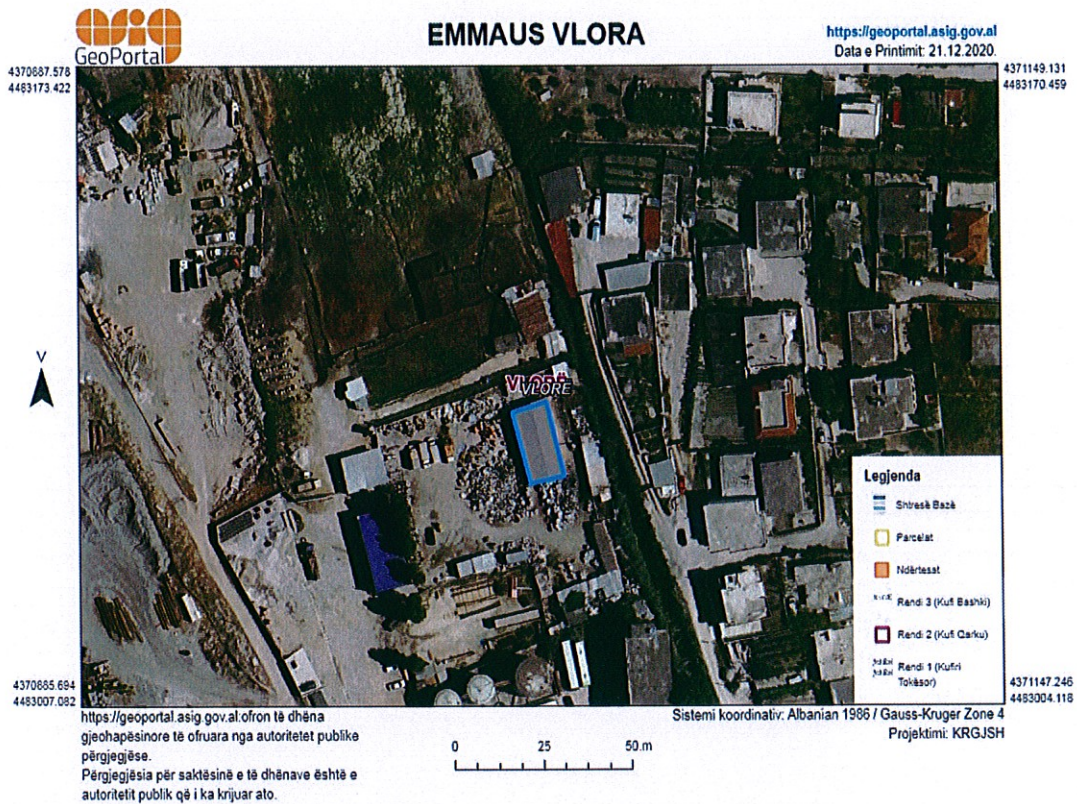 asig
GeoPortal
EMMAUS VLORA
https://geoportal.asig.gov.al
Data e Printimit: 21.12.2020.
4370687.578
4483173.422
4371149.131
4483170.459
V
VLORË
VLORE
Legjenda
Shtresë Bazë
Parcelat
Ndërtesat
Rendi 3 (Kufi Bashki)
Rendi 2 (Kufi Qarku)
Rendi 1 (Kufiri
Tokësor)
4370685.694
4483007.082
4371147.246
4483004.118
https://geoportal.asig.gov.al:ofron të dhëna
gjeohapësinore të ofruara nga autoritetet publike
përgjegjëse.
Përgjegjësia për saktësinë e të dhënave është e
autoritetit publik që i ka krijuar ato.
0 25 50.m
Sistemi koordinativ: Albanian 1986 / Gauss-Kruger Zone 4
Projektimi: KRGJSH